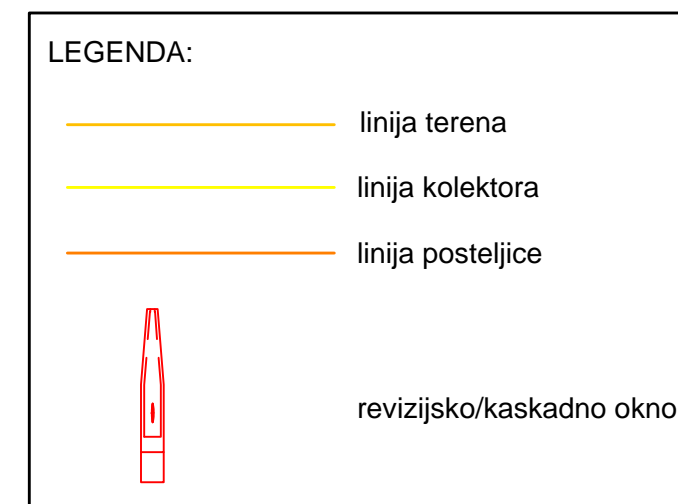 LEGENDA:
linija terena
linija kolektora
linija posteljice
revizijsko/kaskadno okno